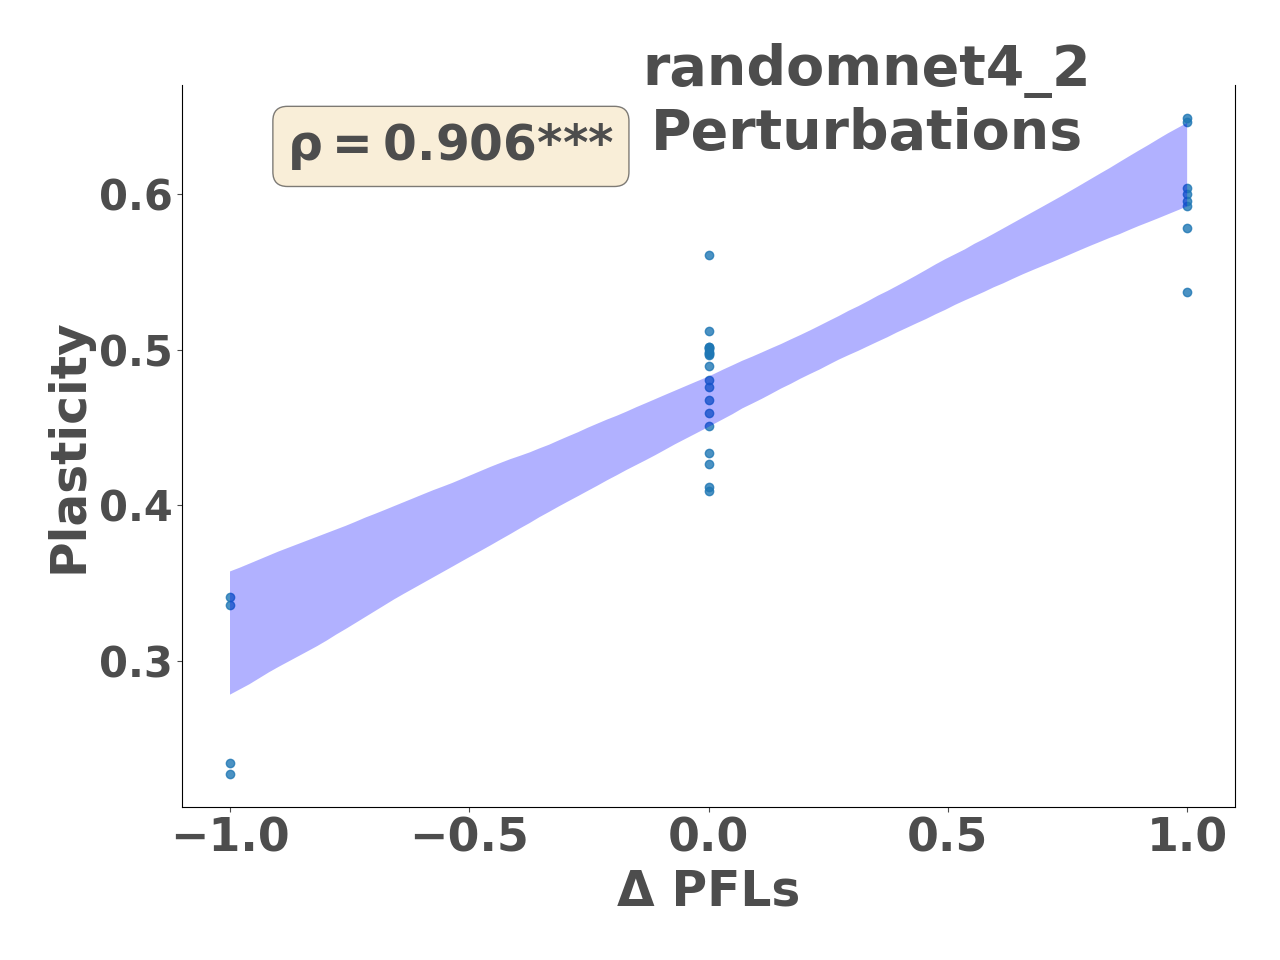 randomnet4_2
Perturbations
ρ = 0.906***
Plasticity
0.6
0.5
0.4
0.3
−1.0 −0.5 0.0 0.5 1.0
Δ PFLs